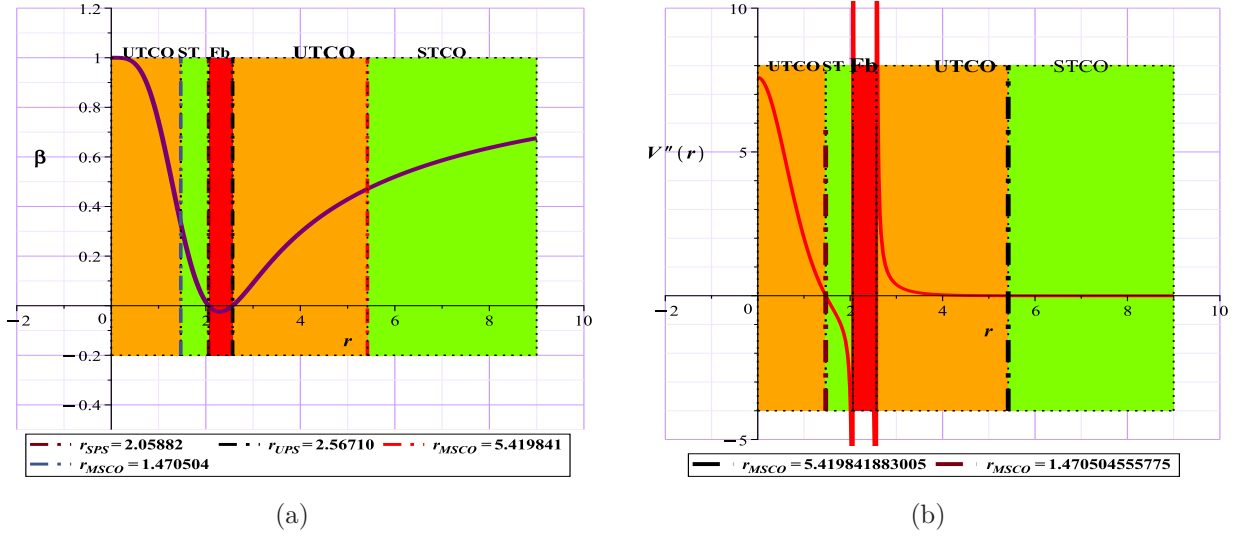 1.2
UTCO ST Fb UTCO STCO
1
0.8
β
0.6
0.4
0.2
−2 0 2 4 6 8 10
r
−0.2
−0.4
r_SPS=2.05882 r_UPS=2.56710 r_MSCO=5.419841
r_MSCO=1.470504
(a)
10
UTCO ST Fb UTCO STCO
V″(r)
5
−2 0 2 4 6 8 10
r
−5
r_MSCO=5.419841883005 r_MSCO=1.470504555775
(b)